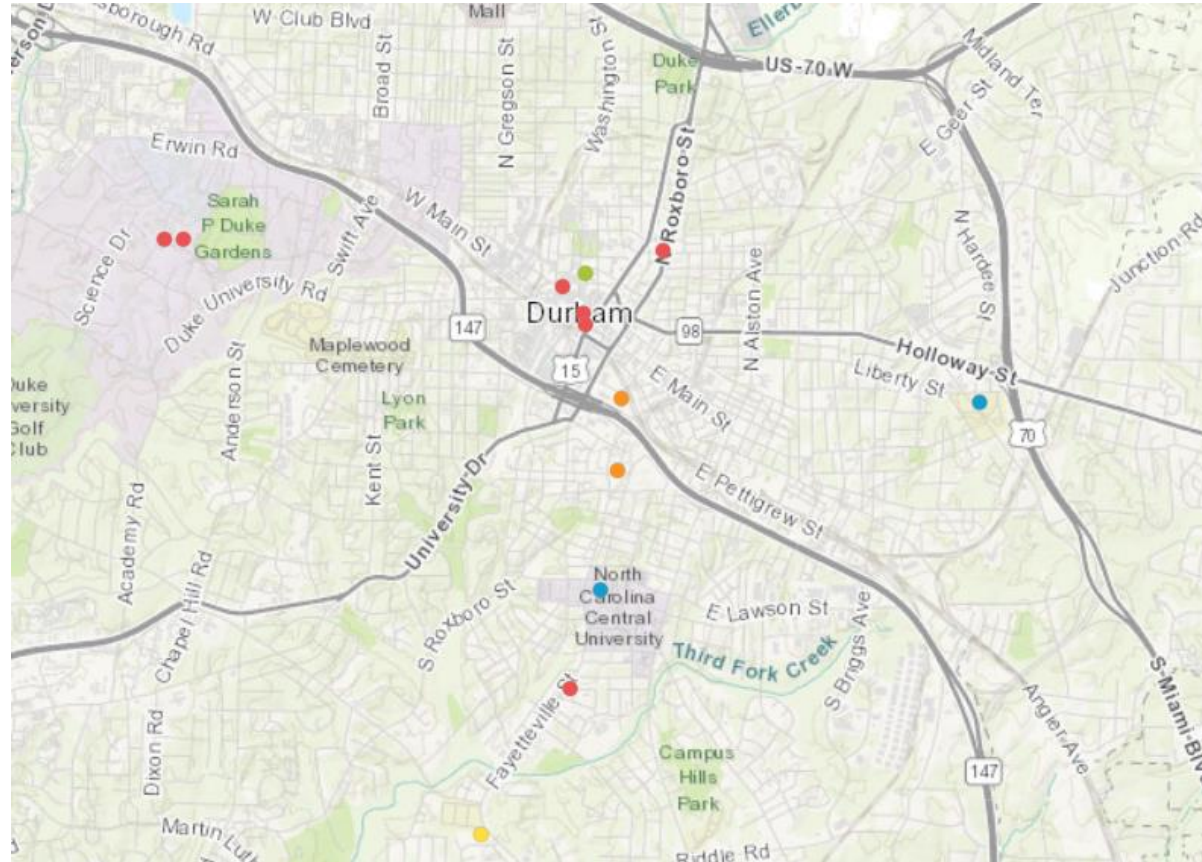 sborough Rd
W Club Blvd
Mall
Broad St
N Gregson St
Washington St
Duke
Park
US-70 W
Midland Ter
E Geer St
Erwin Rd
Sarah
P Duke
Gardens
Swift Ave
W Main St
N Roxboro St
N Hardee St
Junction Rd
Science Dr
Duke University Rd
147
Durham
98
N Alston Ave
Holloway St
Liberty St
Maplewood
Cemetery
15
E Main St
Duke
versity
Golf
Club
Anderson St
Lyon
Park
Kent St
70
University Dr
E Pettigrew St
Academy Rd
Chapel Hill Rd
S Roxboro St
North
Carolina
Central
University
E Lawson St
Third Fork Creek
S Briggs Ave
S Miami Blv
Angier Ave
Fayetteville St
Dixon Rd
Campus
Hills
Park
147
Martin Luth
Riddle Rd